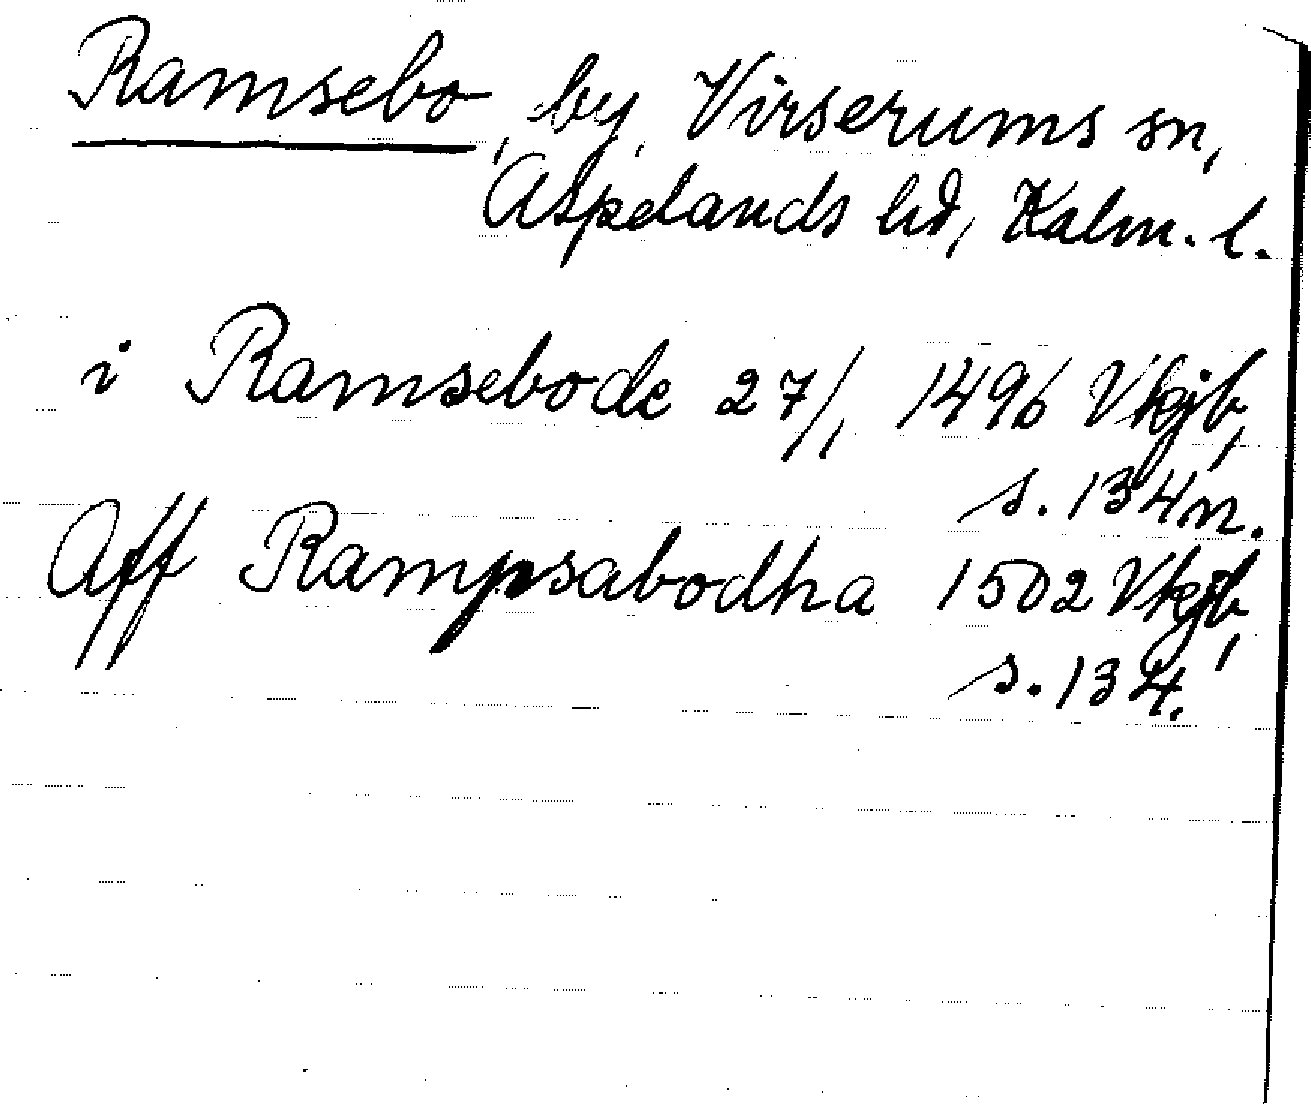 Ramsebo, by, Virserums sn,
Aspelands hd, Kalm. l.
i Ramsebode 27/1 1496 Vkjb,
s. 134 n.
Aff Rampsabodha 1502 Vkjb,
s. 134.